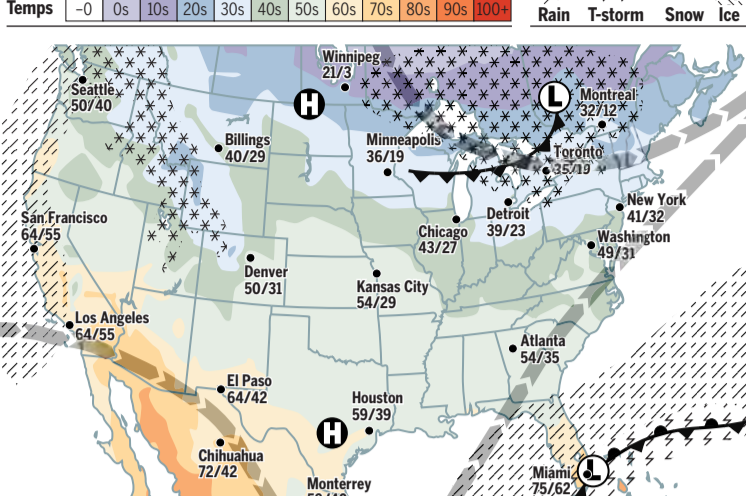 Temps −0 0s 10s 20s 30s 40s 50s 60s 70s 80s 90s 100+
Rain T-storm Snow Ice
Winnipeg
21/3
Seattle
50/40
H
L
Montreal
32/12
Billings
40/29
Minneapolis
36/19
Toronto
35/19
San Francisco
64/55
New York
41/32
Chicago
43/27
Detroit
39/23
Washington
49/31
Denver
50/31
Kansas City
54/29
Los Angeles
64/55
Atlanta
54/35
El Paso
64/42
Houston
59/39
H
Chihuahua
72/42
Miami
75/62
L
Monterrey